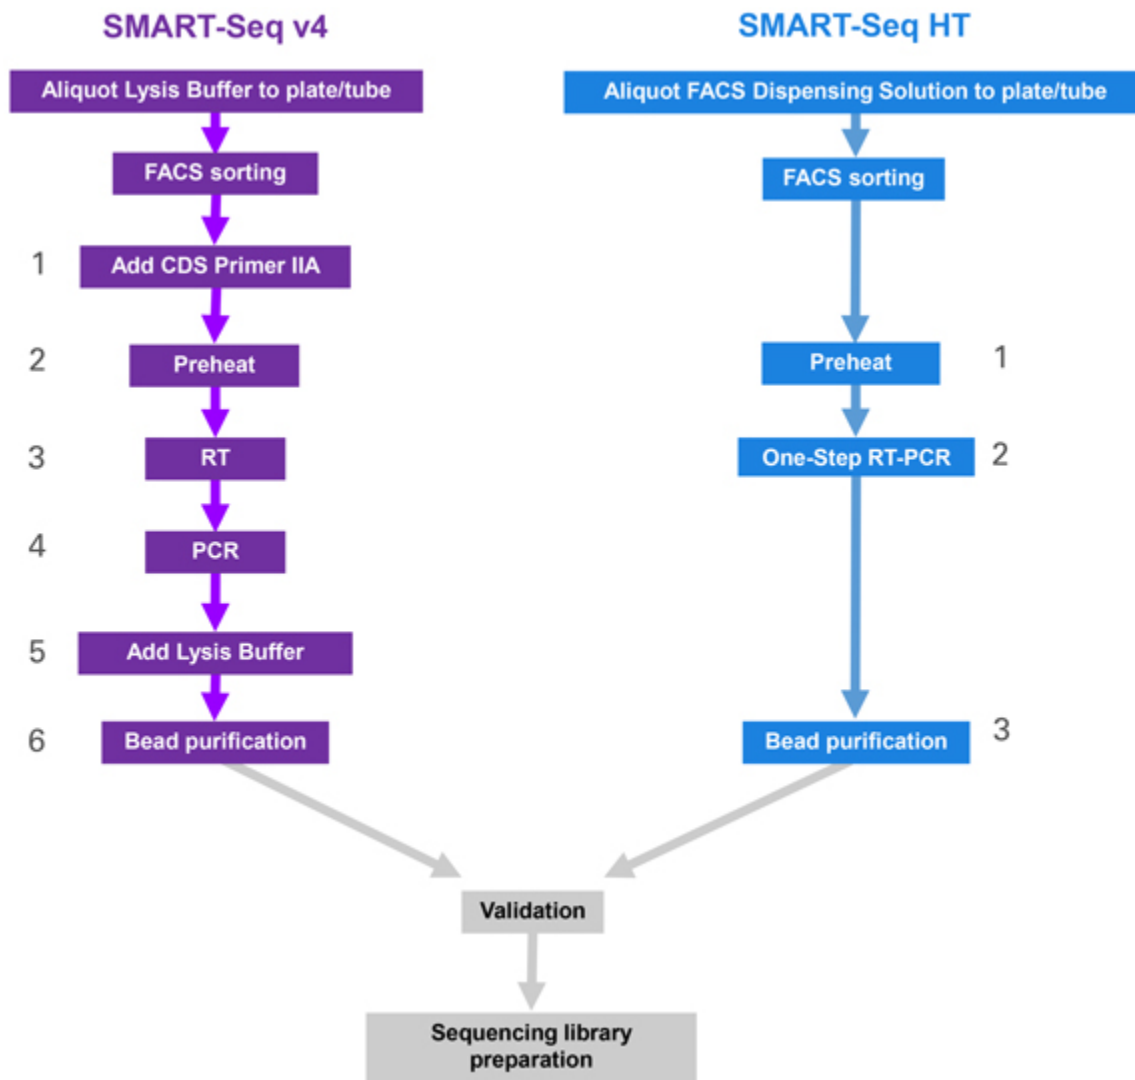 SMART-Seq v4
Aliquot Lysis Buffer to plate/tube
FACS sorting
1
Add CDS Primer IIA
2
Preheat
3
RT
4
PCR
5
Add Lysis Buffer
6
Bead purification
SMART-Seq HT
Aliquot FACS Dispensing Solution to plate/tube
FACS sorting
Preheat
1
One-Step RT-PCR
2
Bead purification
3
Validation
Sequencing library
preparation